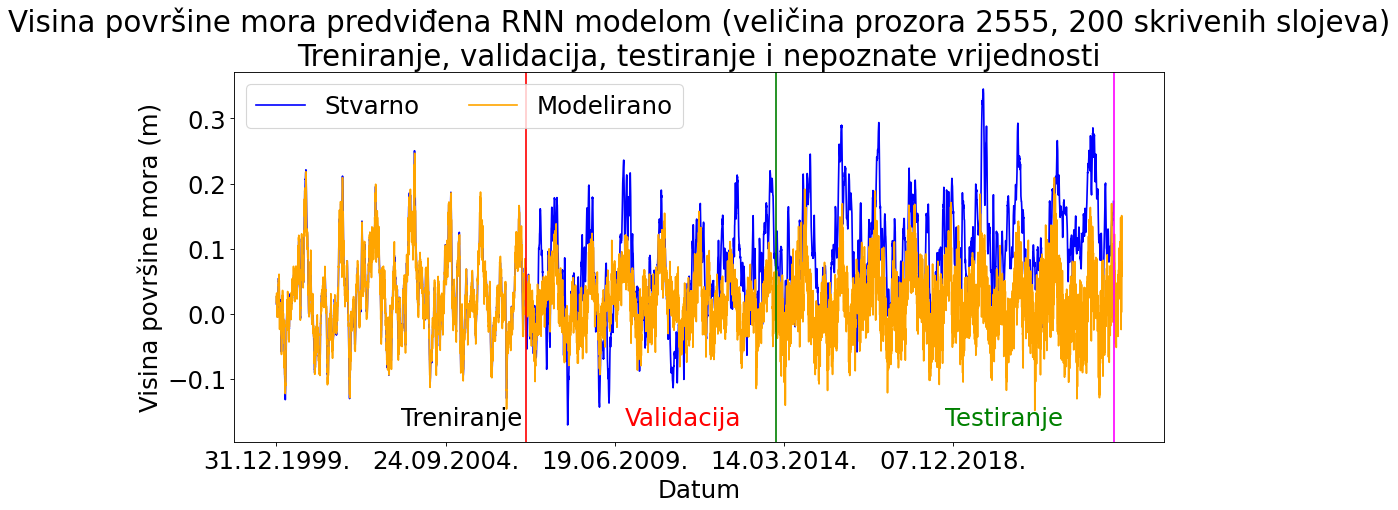 Visina površine mora predviđena RNN modelom (veličina prozora 2555, 200 skrivenih slojeva)
Treniranje, validacija, testiranje i nepoznate vrijednosti
Stvarno Modelirano
Visina površine mora (m)
0.3
0.2
0.1
0.0
−0.1
Treniranje Validacija Testiranje
31.12.1999. 24.09.2004. 19.06.2009. 14.03.2014. 07.12.2018.
Datum